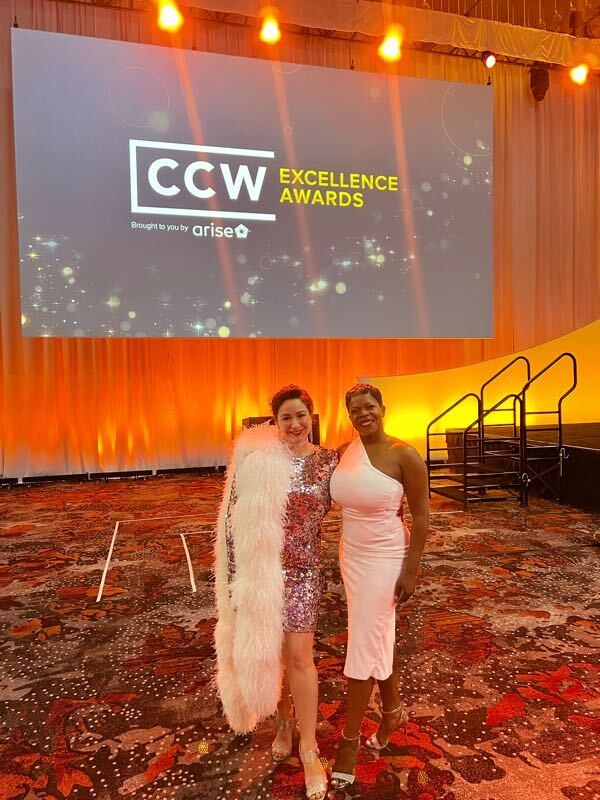 CCW
EXCELLENCE
AWARDS
Brought to you by arise